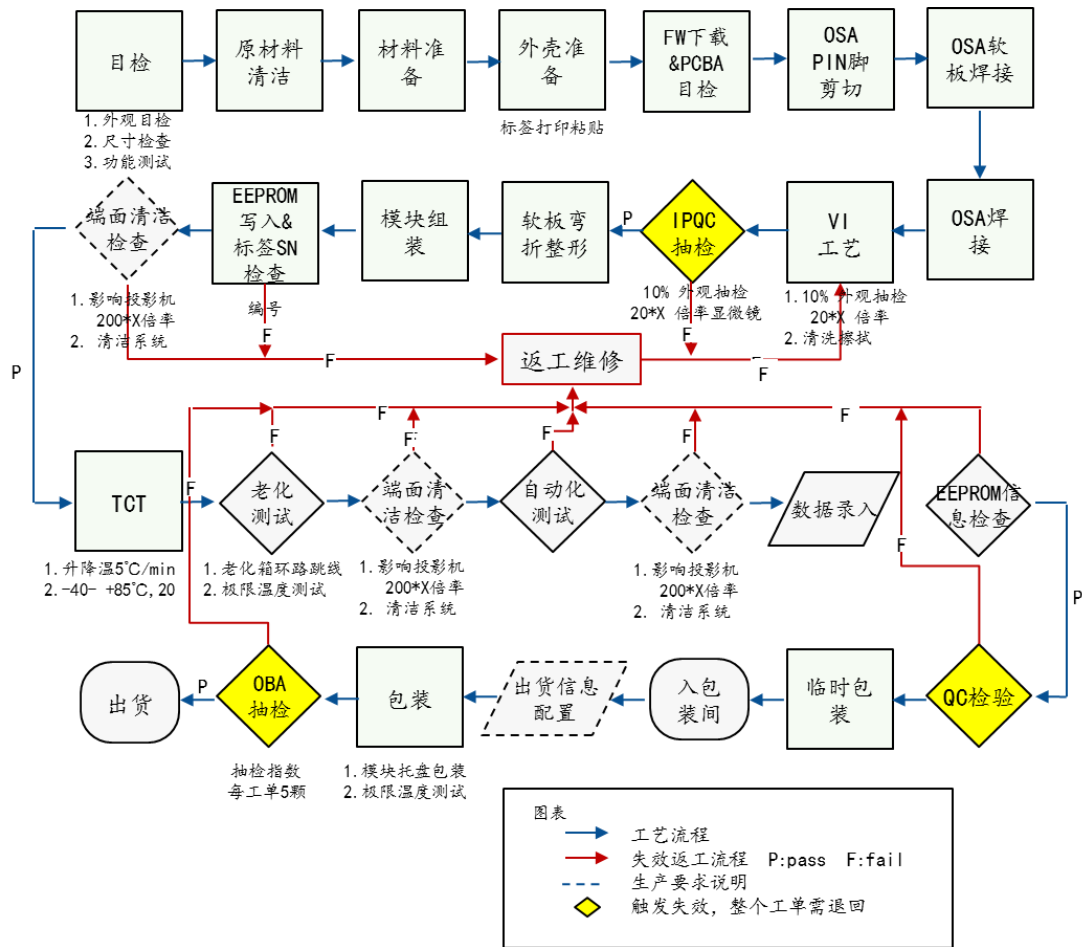 目检
原材料
清洁
材料准
备
外壳准
备
FW下载
&PCBA
目检
OSA
PIN脚
剪切
OSA软
板焊接
1.外观目检
2.尺寸检查
3.功能测试
标签打印粘贴
端面清浩
检查
EEPROM
写入&
标签SN
检查
模块组
装
软板弯
折整形
P
IPQC
抽检
VI
工艺
OSA焊
接
1.影响投影机
200*X倍率
2. 清洁系统
编号
10% 外观抽检
20*X 倍率显微镜
1.10% 外观抽检
20*X 倍率
2.清洗擦拭
F
F
F
F
返工维修
P
F
F
F
F
F
F
F
F
TCT
老化
测试
端面清
洁检查
自动化
测试
端面清浩
检查
数据录入
EEPROM信
息检查
F
P
1.升降温5℃/min
2.-40- +85℃,20
1.老化箱环路跳线
2.极限温度测试
1.影响投影机
200*X倍率
2. 清洁系统
1.影响投影机
200*X倍率
2. 清洁系统
出货
P
OBA
抽检
包装
出货信息
配置
入包
装间
临时包
装
QC检验
抽检指数
每工单5颗
1.模块托盘包装
2.极限温度测试
图表
工艺流程
失效返工流程 P:pass F:fail
生产要求说明
触发失效，整个工单需退回